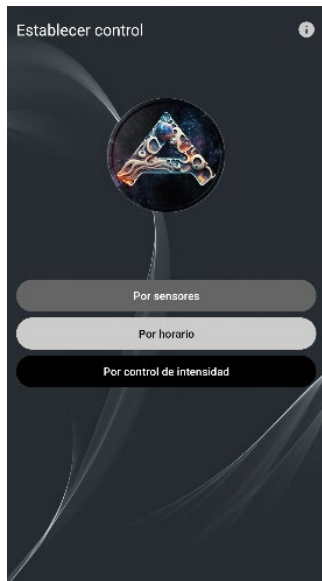 Establecer control
Por sensores
Por horario
Por control de intensidad